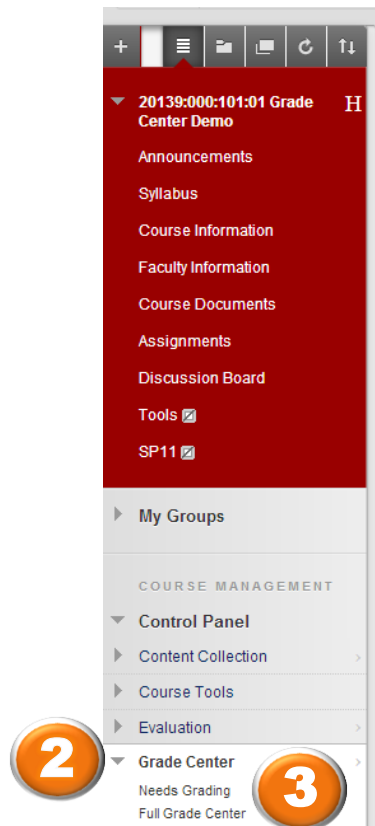 20139:000:101:01 Grade H
Center Demo
Announcements
Syllabus
Course Information
Faculty Information
Course Documents
Assignments
Discussion Board
Tools
SP11
My Groups
COURSE MANAGEMENT
Control Panel
Content Collection
Course Tools
Evaluation
2 Grade Center
Needs Grading 3
Full Grade Center